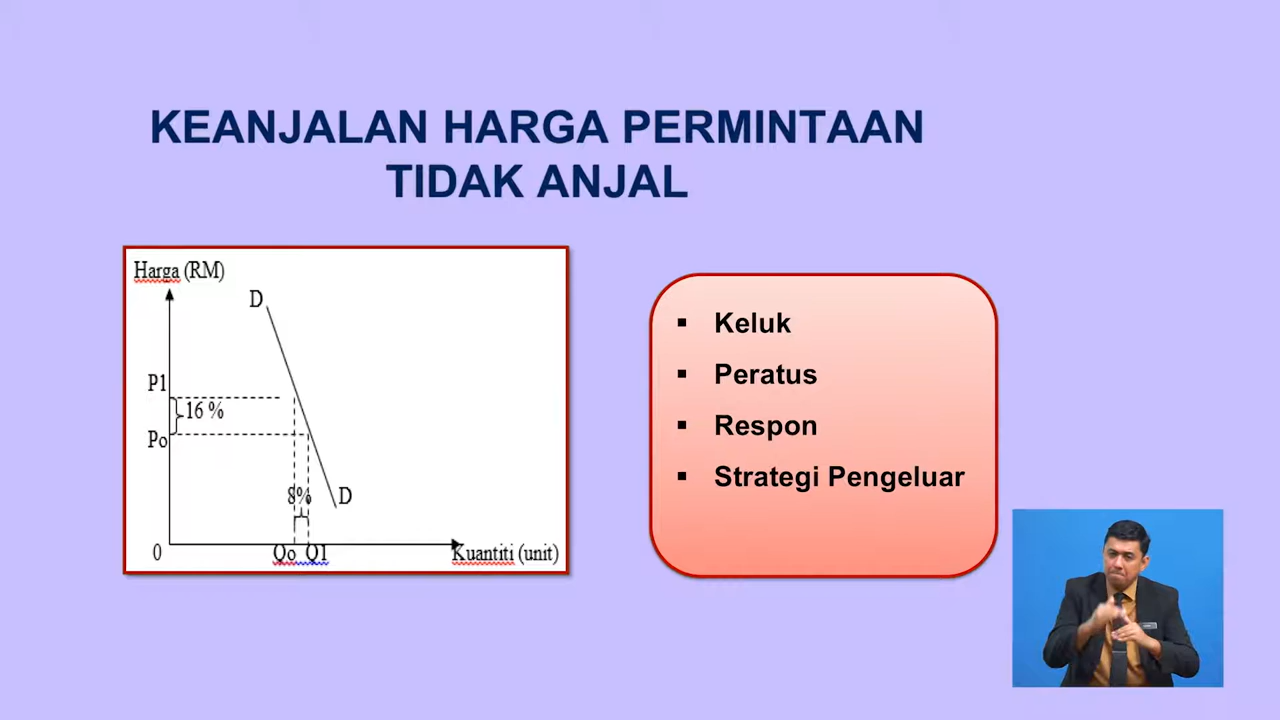 KEANJALAN HARGA PERMINTAAN
TIDAK ANJAL
Harga (RM)
D
P1
16 %
Po
8%
D
0
Qo Q1
Kuantiti (unit)
▪ Keluk
▪ Peratus
▪ Respon
▪ Strategi Pengeluar